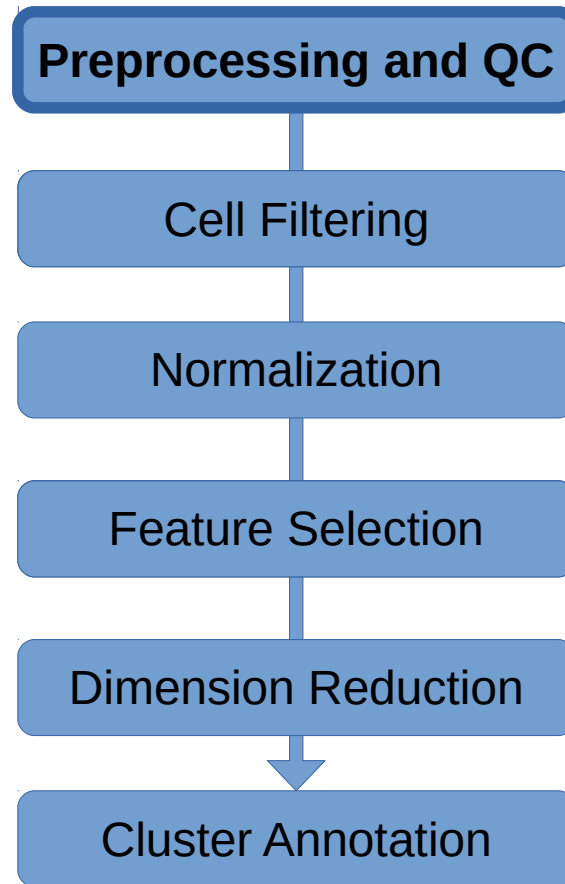 Preprocessing and QC
Cell Filtering
Normalization
Feature Selection
Dimension Reduction
Cluster Annotation